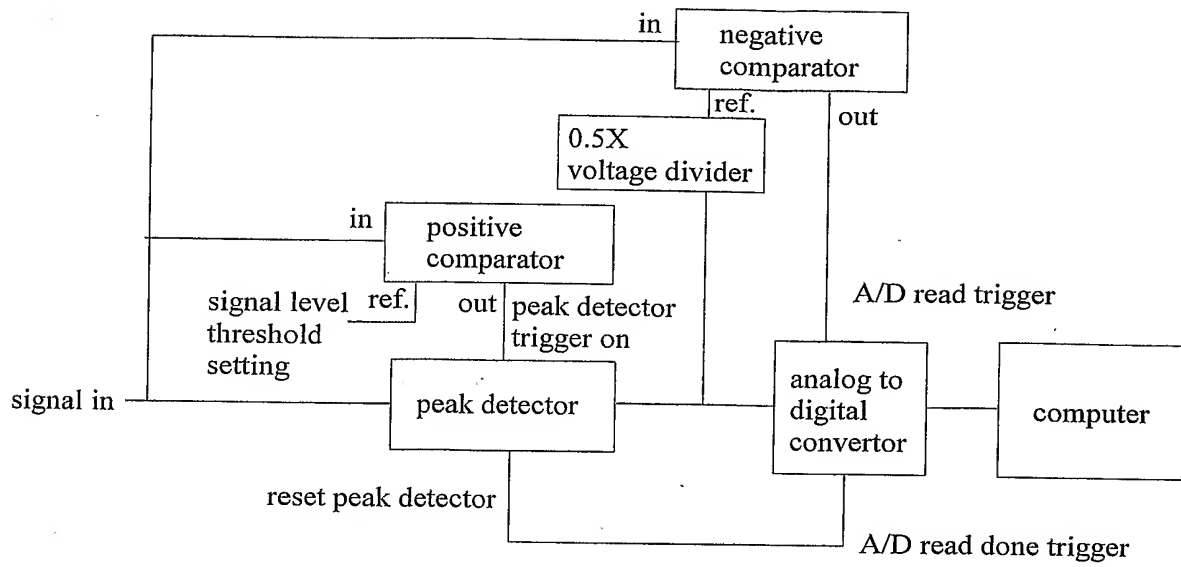 in
negative
comparator
ref.
out
0.5X
voltage divider
in
positive
comparator
signal level
threshold
setting
ref.
out
peak detector
trigger on
A/D read trigger
signal in
peak detector
analog to
digital
convertor
computer
reset peak detector
A/D read done trigger